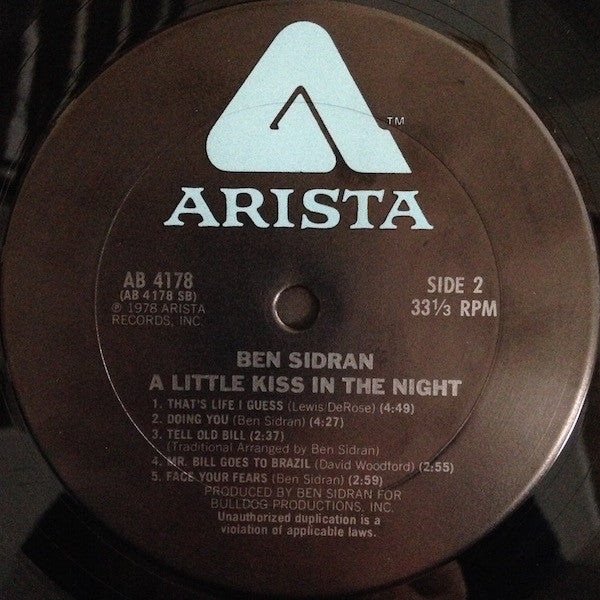 TM
ARISTA
AB 4178
(AB 4178 SB)
℗ 1978 ARISTA
RECORDS, INC.
SIDE 2
33⅓ RPM
BEN SIDRAN
A LITTLE KISS IN THE NIGHT
1. THAT'S LIFE I GUESS (Lewis/DeRose) (4:49)
2. DOING YOU (Ben Sidran) (4:27)
3. TELL OLD BILL (2:37)
(Traditional Arranged by Ben Sidran)
4. MR. BILL GOES TO BRAZIL (David Woodford) (2:55)
5. FACE YOUR FEARS (Ben Sidran) (2:59)
PRODUCED BY BEN SIDRAN FOR
BULLDOG PRODUCTIONS, INC.
Unauthorized duplication is a
violation of applicable laws.